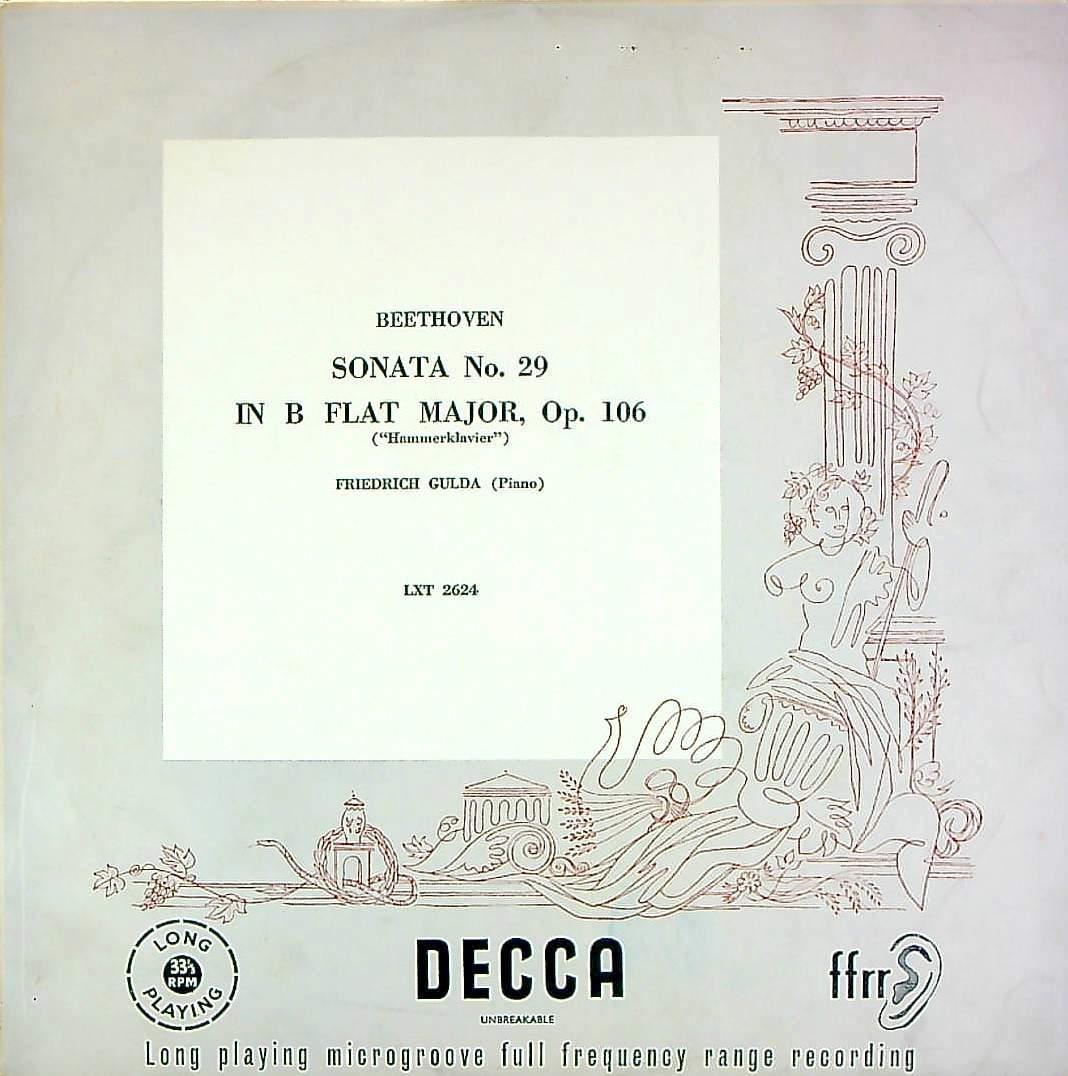 BEETHOVEN
SONATA No. 29
IN B FLAT MAJOR, Op. 106
("Hammerklavier")
FRIEDRICH GULDA (Piano)
LXT 2624
LONG
33⅓
RPM
PLAYING
DECCA
UNBREAKABLE
ffrr
Long playing microgroove full frequency range recording